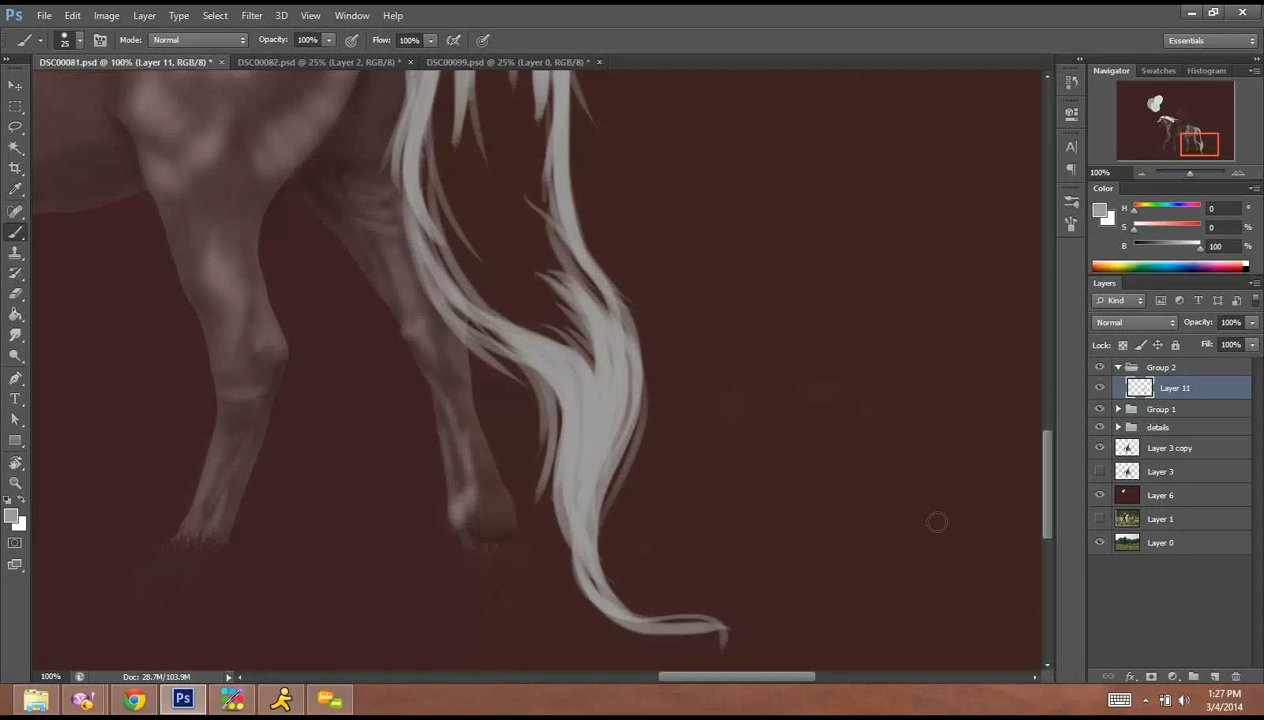 Ps File Edit Image Layer Type Select Filter 3D View Window Help
25 Mode: Normal Opacity: 100% Flow: 100% Essentials
DSC00081.psd @ 100% (Layer 11, RGB/8) * × DSC00082.psd @ 25% (Layer 2, RGB/8) * × DSC00099.psd @ 25% (Layer 0, RGB/8) * ×
Navigator Swatches Histogram
100%
Color
H 0 °
S 0 %
B 100 %
Layers
Kind
Normal Opacity: 100%
Lock: Fill: 100%
Group 2
Layer 11
Group 1
details
Layer 3 copy
Layer 3
Layer 6
Layer 1
Layer 0
100% Doc: 28.7M/103.9M
fx
Ps
1:27 PM
3/4/2014